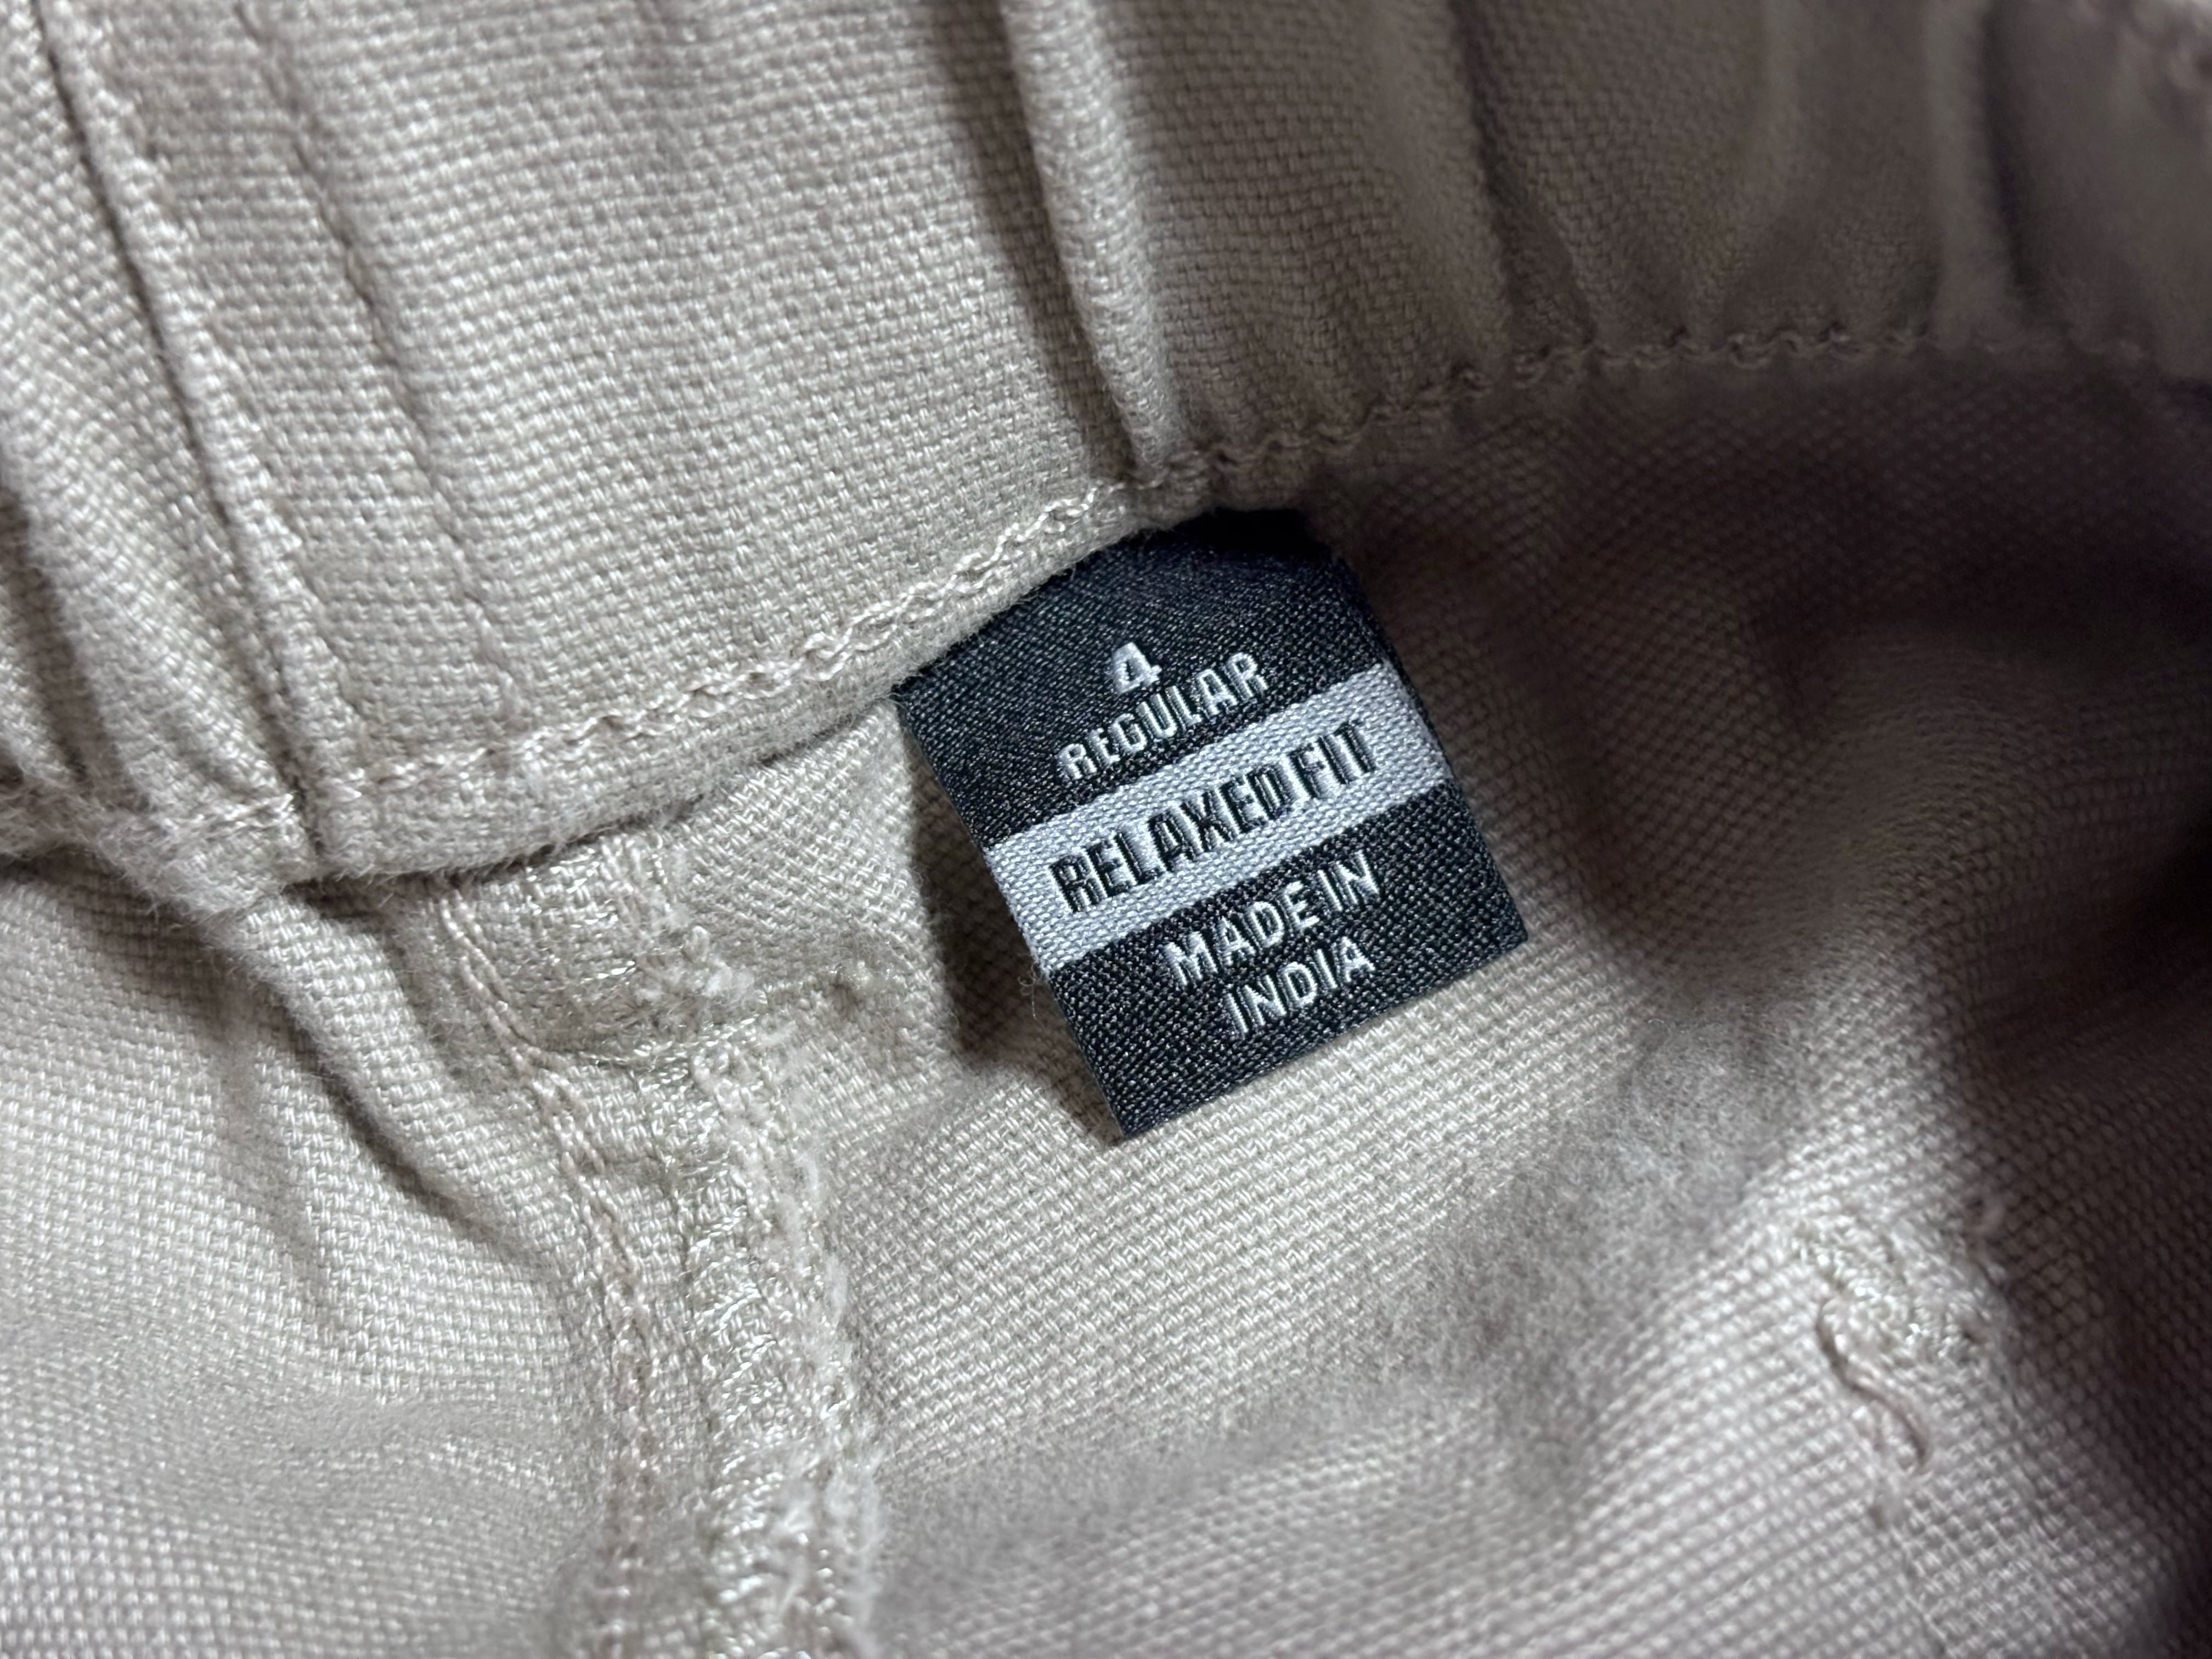 4
REGULAR
RELAXED FIT
MADE IN
INDIA